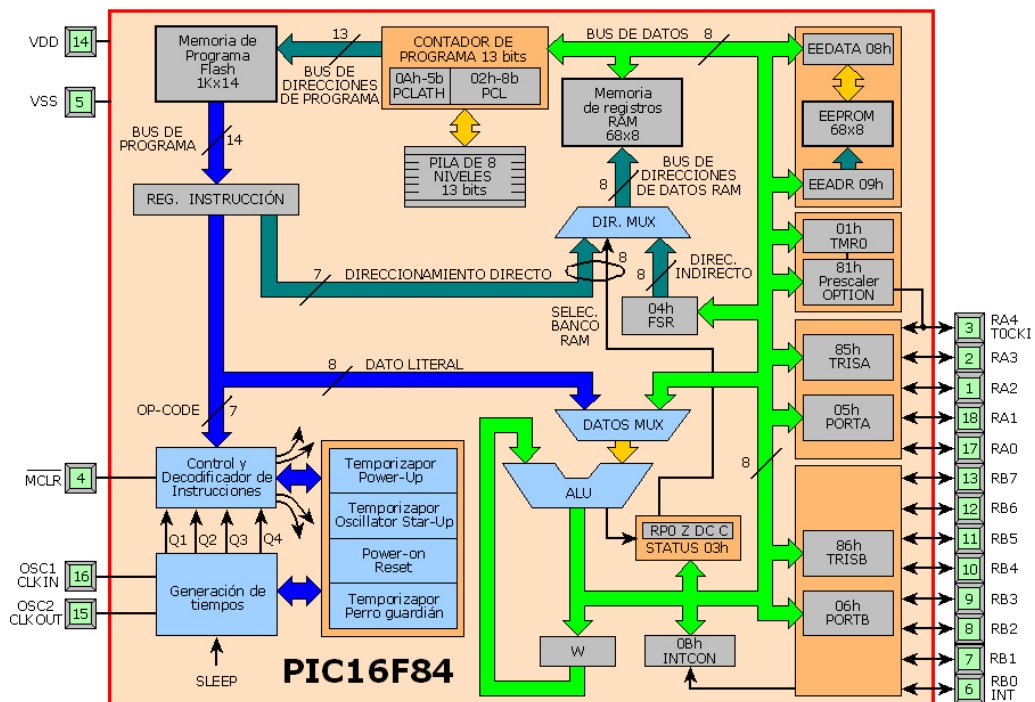 VDD 14
VSS 5
Memoria de
Programa
Flash
1Kx14
13
BUS DE
DIRECCIONES
DE PROGRAMA
CONTADOR DE
PROGRAMA 13 bits
0Ah-5b
PCLATH
02h-8b
PCL
BUS DE DATOS 8
EEDATA 08h
EEPROM
68x8
EEADR 09h
Memoria
de registros
RAM
68x8
BUS DE
PROGRAMA
14
PILA DE 8
NIVELES
13 bits
8
BUS DE
DIRECCIONES
DE DATOS RAM
REG. INSTRUCCIÓN
DIR. MUX
01h
TMR0
81h
Prescaler
OPTION
7 DIRECCIONAMIENTO DIRECTO
8
8
DIREC.
INDIRECTO
SELEC.
BANCO
RAM
04h
FSR
3 RA4
T0CKI
85h
TRISA
2 RA3
1 RA2
05h
PORTA
18 RA1
17 RA0
8 DATO LITERAL
OP-CODE 7
DATOS MUX
8
MCLR 4
Control y
Decodificador de
Instrucciones
Temporizapor
Power-Up
Temporizapor
Oscillator Star-Up
Power-on
Reset
Temporizapor
Perro guardián
ALU
RP0 Z DC C
STATUS 03h
13 RB7
12 RB6
11 RB5
86h
TRISB
10 RB4
06h
PORTB
9 RB3
8 RB2
7 RB1
6 RB0
INT
Q1 Q2 Q3 Q4
OSC1
CLKIN
16
OSC2
CLKOUT
15
Generación de
tiempos
W
0Bh
INTCON
SLEEP
PIC16F84